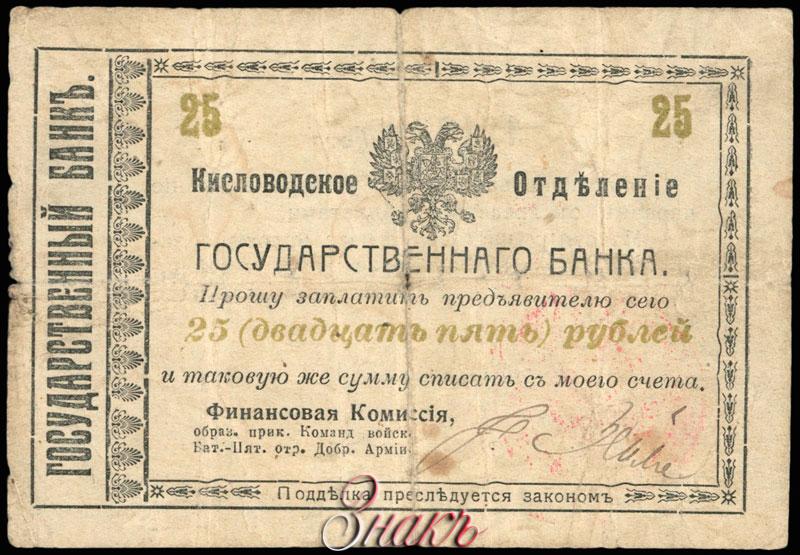 ГОСУДАРСТВЕННЫЙ БАНКЪ.
25 25
Кисловодское Отдѣленіе
ГОСУДАРСТВЕННАГО БАНКА.
Прошу заплатить предъявителю сего
25 (двадцать пять) рублей
и таковую же сумму списать съ моего счета.
Финансовая Комиссія,
образ. прик. Команд войск.
Бат.-Пят. отр. Добр. Арміи
Поддѣлка преслѣдуется закономъ
Знакъ